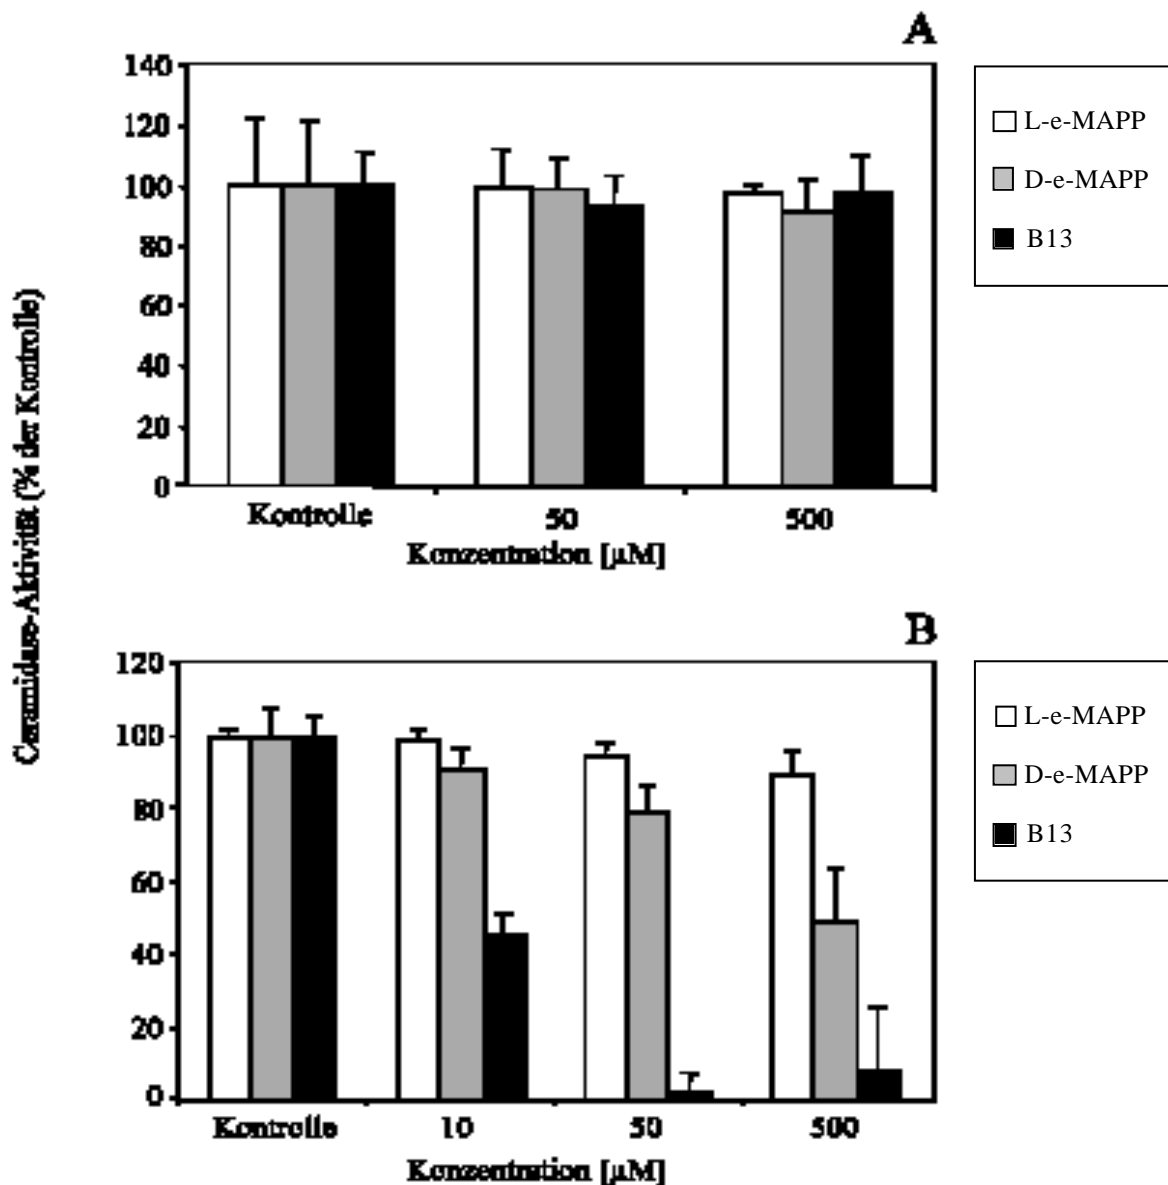 A
140
120
100
80
60
40
20
0
Kontrolle
50
500
Konzentration [µM]
L-e-MAPP
D-e-MAPP
B13
Ceramidase-Aktivität (% der Kontrolle)
B
120
100
80
60
40
20
0
Kontrolle
10
50
500
Konzentration [µM]
L-e-MAPP
D-e-MAPP
B13